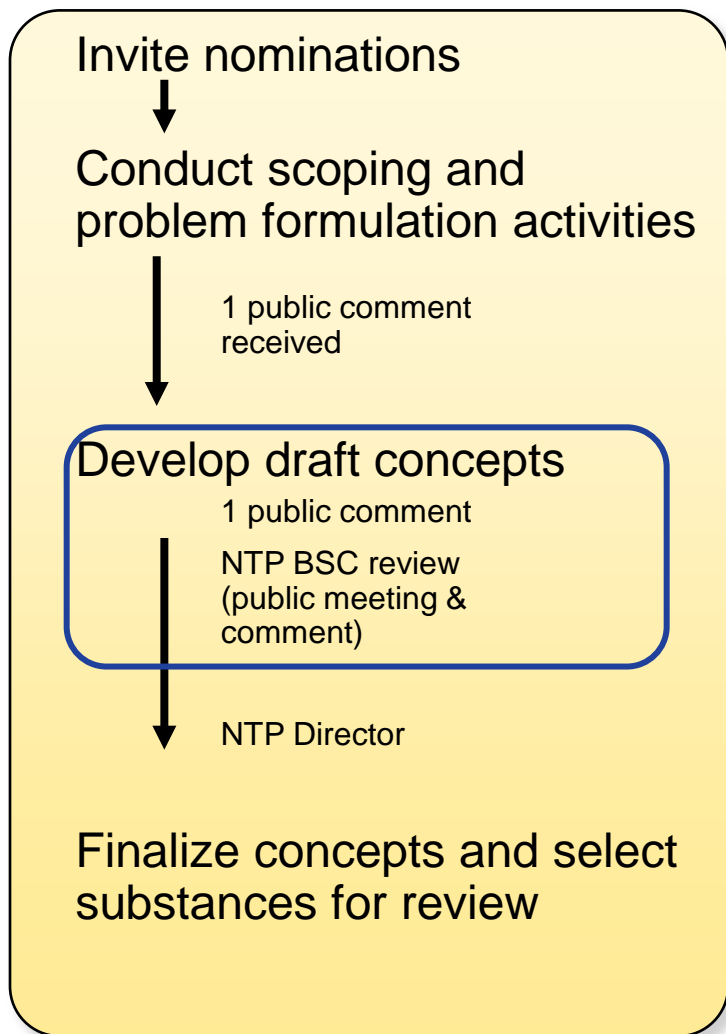 Invite nominations
Conduct scoping and
problem formulation activities
1 public comment
received
Develop draft concepts
1 public comment
NTP BSC review
(public meeting &
comment)
NTP Director
Finalize concepts and select
substances for review